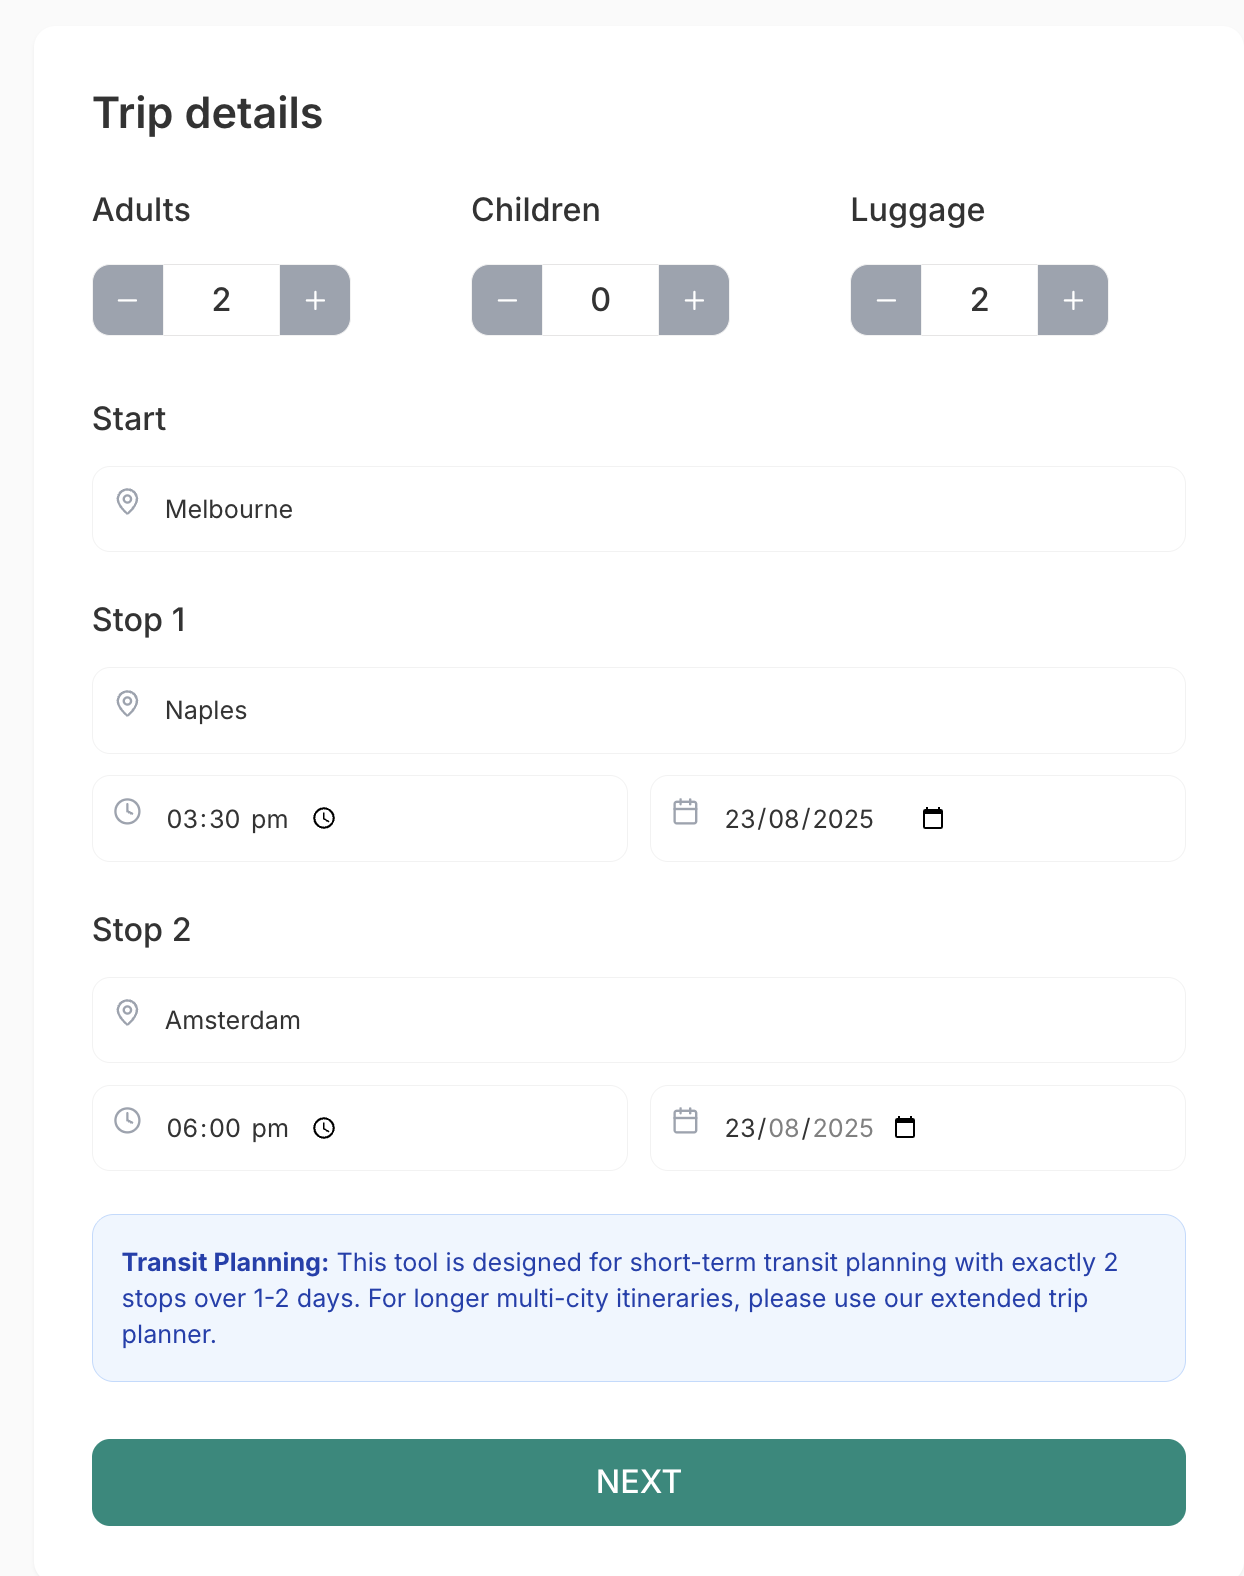 Trip details
Adults Children Luggage
− 2 + − 0 + − 2 +
Start
Melbourne
Stop 1
Naples
03:30 pm 23/08/2025
Stop 2
Amsterdam
06:00 pm 23/08/2025
Transit Planning: This tool is designed for short-term transit planning with exactly 2
stops over 1-2 days. For longer multi-city itineraries, please use our extended trip
planner.
NEXT